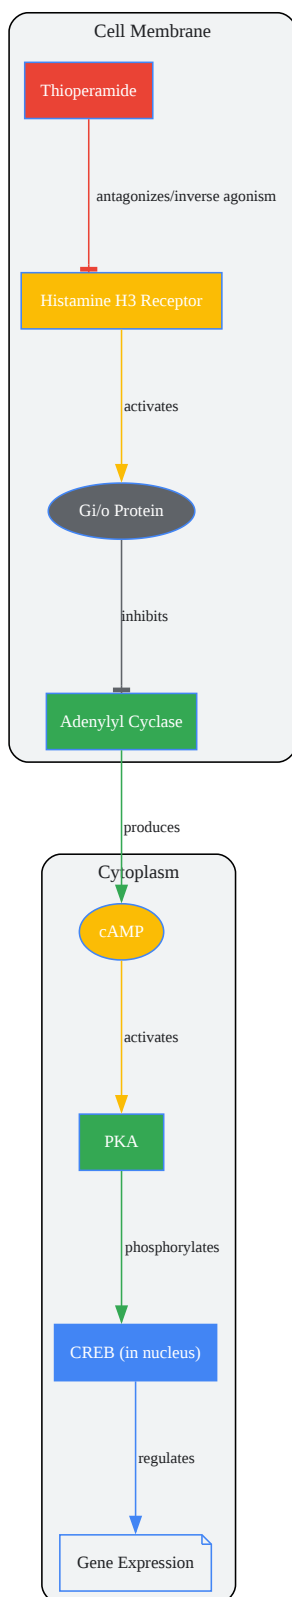 Cell Membrane
Thioperamide
antagonizes/inverse agonism
Histamine H3 Receptor
activates
Gi/o Protein
inhibits
Adenylyl Cyclase
produces
Cytoplasm
cAMP
activates
PKA
phosphorylates
CREB (in nucleus)
regulates
Gene Expression